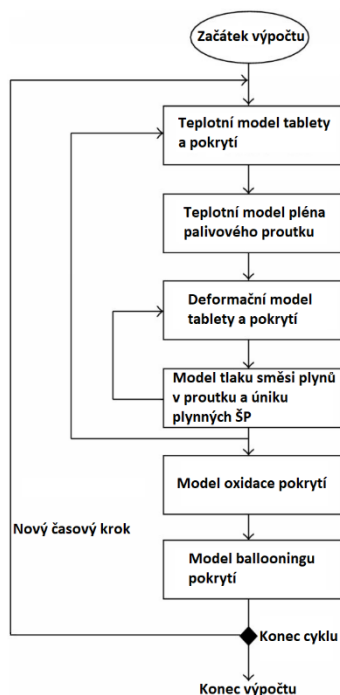 Začátek výpočtu
Teplotní model tablety
a pokrytí
Teplotní model pléna
palivového proutku
Deformační model
tablety a pokrytí
Model tlaku směsi plynů
v proutku a úniku
plynných ŠP
Model oxidace pokrytí
Nový časový krok
Model ballooningu
pokrytí
Konec cyklu
Konec výpočtu